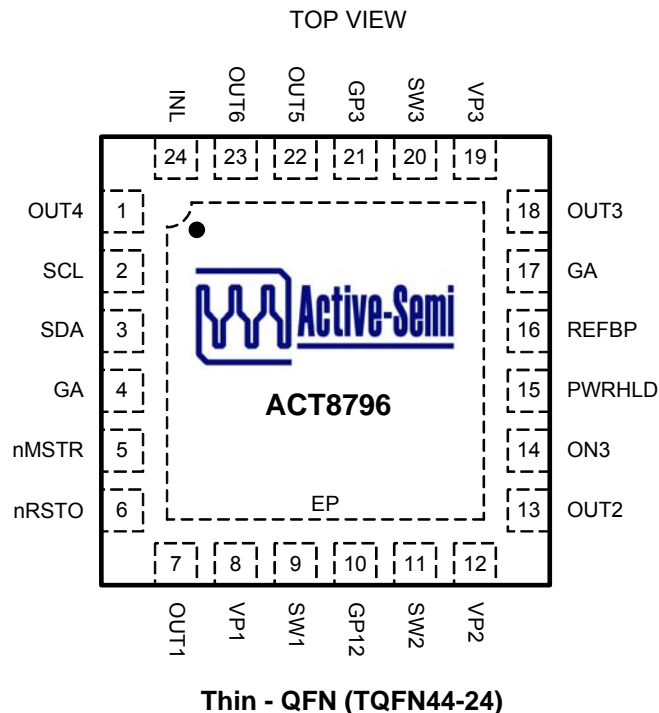 TOP VIEW
INL
OUT6
OUT5
GP3
SW3
VP3
24
23
22
21
20
19
OUT4 1
SCL 2
SDA 3
GA 4
nMSTR 5
nRSTO 6
18 OUT3
17 GA
16 REFBP
15 PWRHLD
14 ON3
13 OUT2
Active-Semi
ACT8796
EP
7
8
9
10
11
12
OUT1
VP1
SW1
GP12
SW2
VP2
Thin - QFN (TQFN44-24)